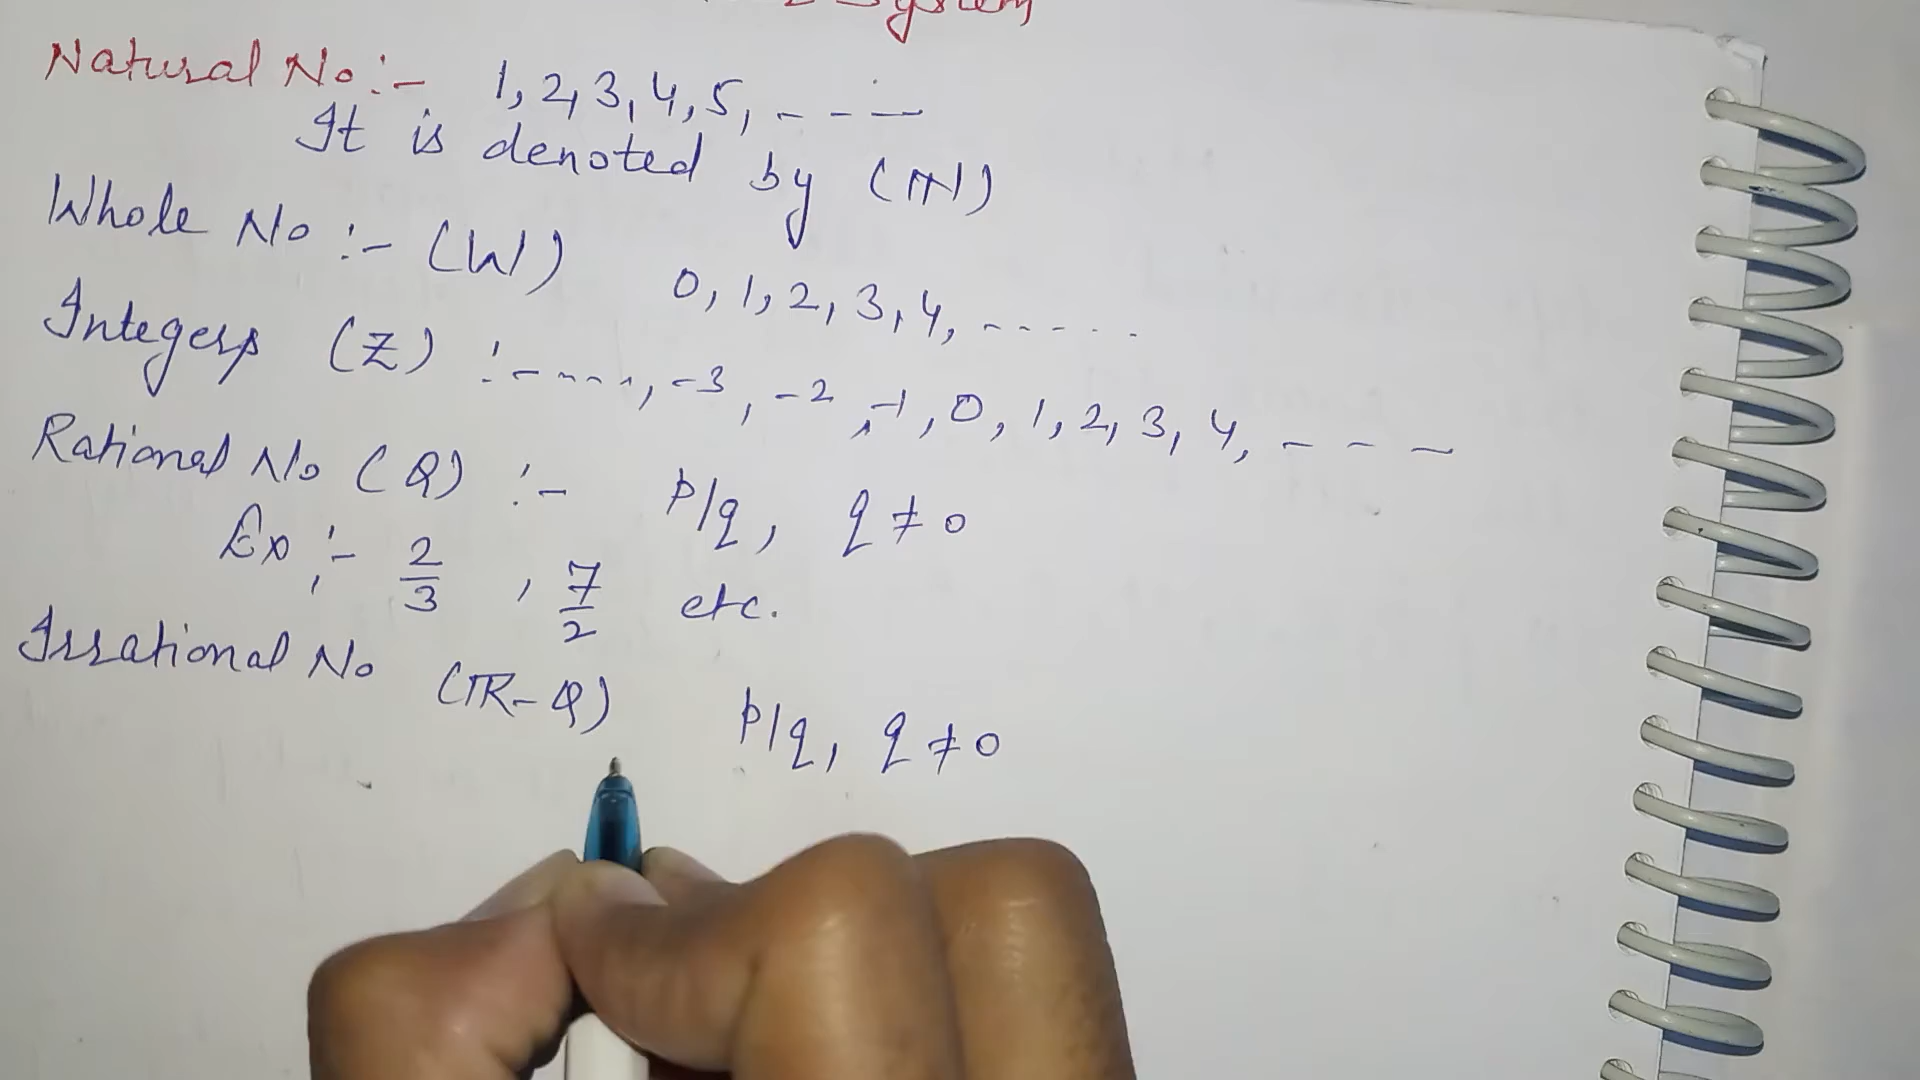 System
Natural No :- 1, 2, 3, 4, 5, - - —
It is denoted by (ℕ)
Whole No :- (W) 0, 1, 2, 3, 4, - - - - - -
Integers (Z) :- - - - -, -3, -2, -1, 0, 1, 2, 3, 4, - - -
Rational No (Q) :- p/q, q ≠ 0
Ex :- 2/3 , 7/2 etc.
Irrational No (ℝ-Q) p/q, q ≠ 0